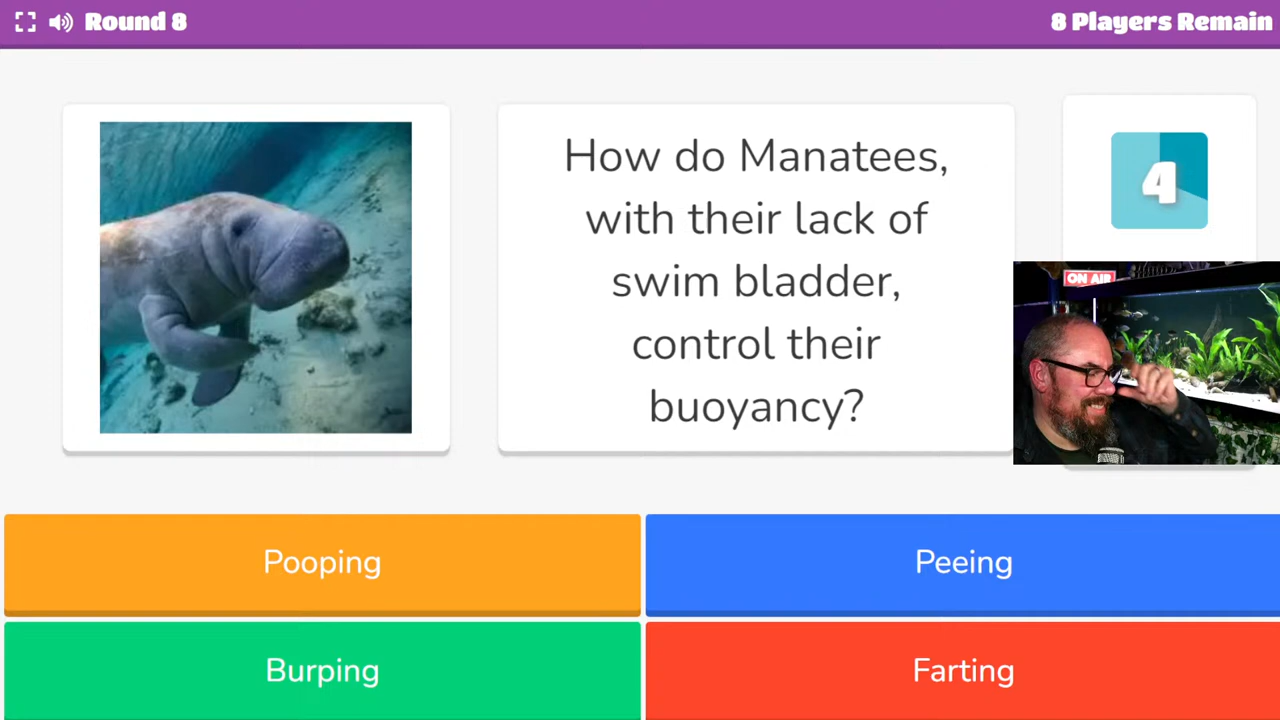 Round 8
8 Players Remain
How do Manatees,
with their lack of
swim bladder,
control their
buoyancy?
4
ON AIR
Pooping
Peeing
Burping
Farting